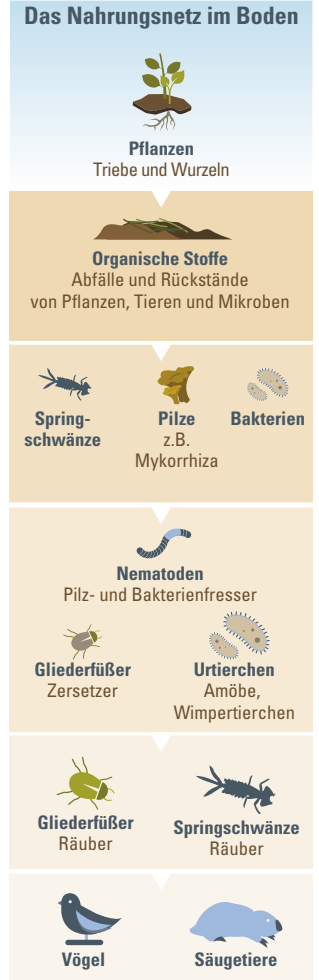 Das Nahrungsnetz im Boden
Pflanzen
Triebe und Wurzeln
Organische Stoffe
Abfälle und Rückstände
von Pflanzen, Tieren und Mikroben
Spring-
schwänze
Pilze
z.B.
Mykorrhiza
Bakterien
Nematoden
Pilz- und Bakterienfresser
Gliederfüßer
Zersetzer
Urtierchen
Amöbe,
Wimpertierchen
Gliederfüßer
Räuber
Springschwänze
Räuber
Vögel
Säugetiere